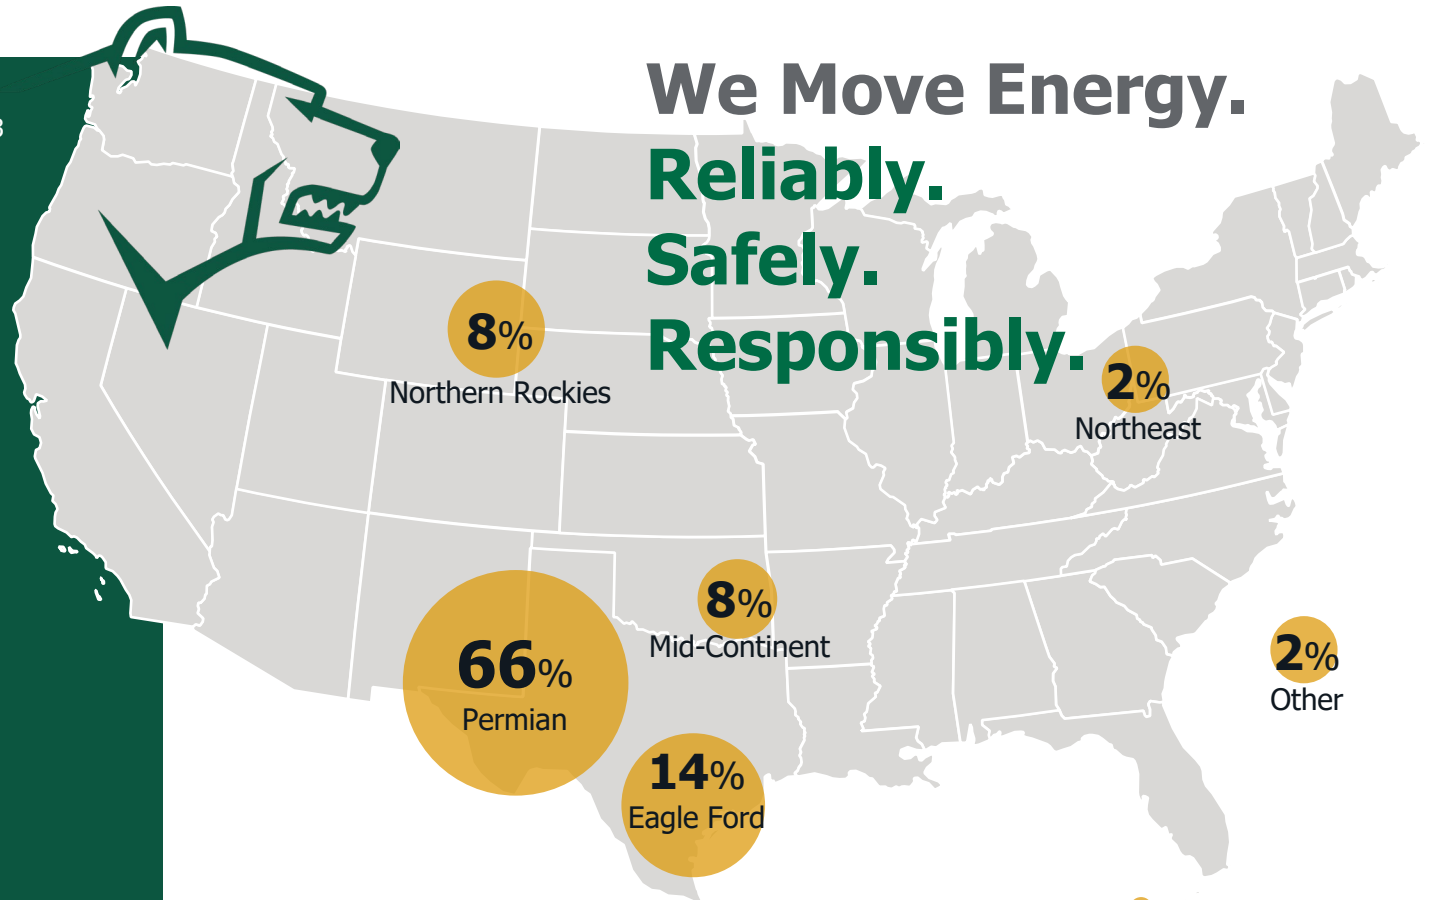 We Move Energy.
Reliably.
Safely.
Responsibly.
8%
Northern Rockies
2%
Northeast
8%
Mid-Continent
66%
Permian
2%
Other
14%
Eagle Ford